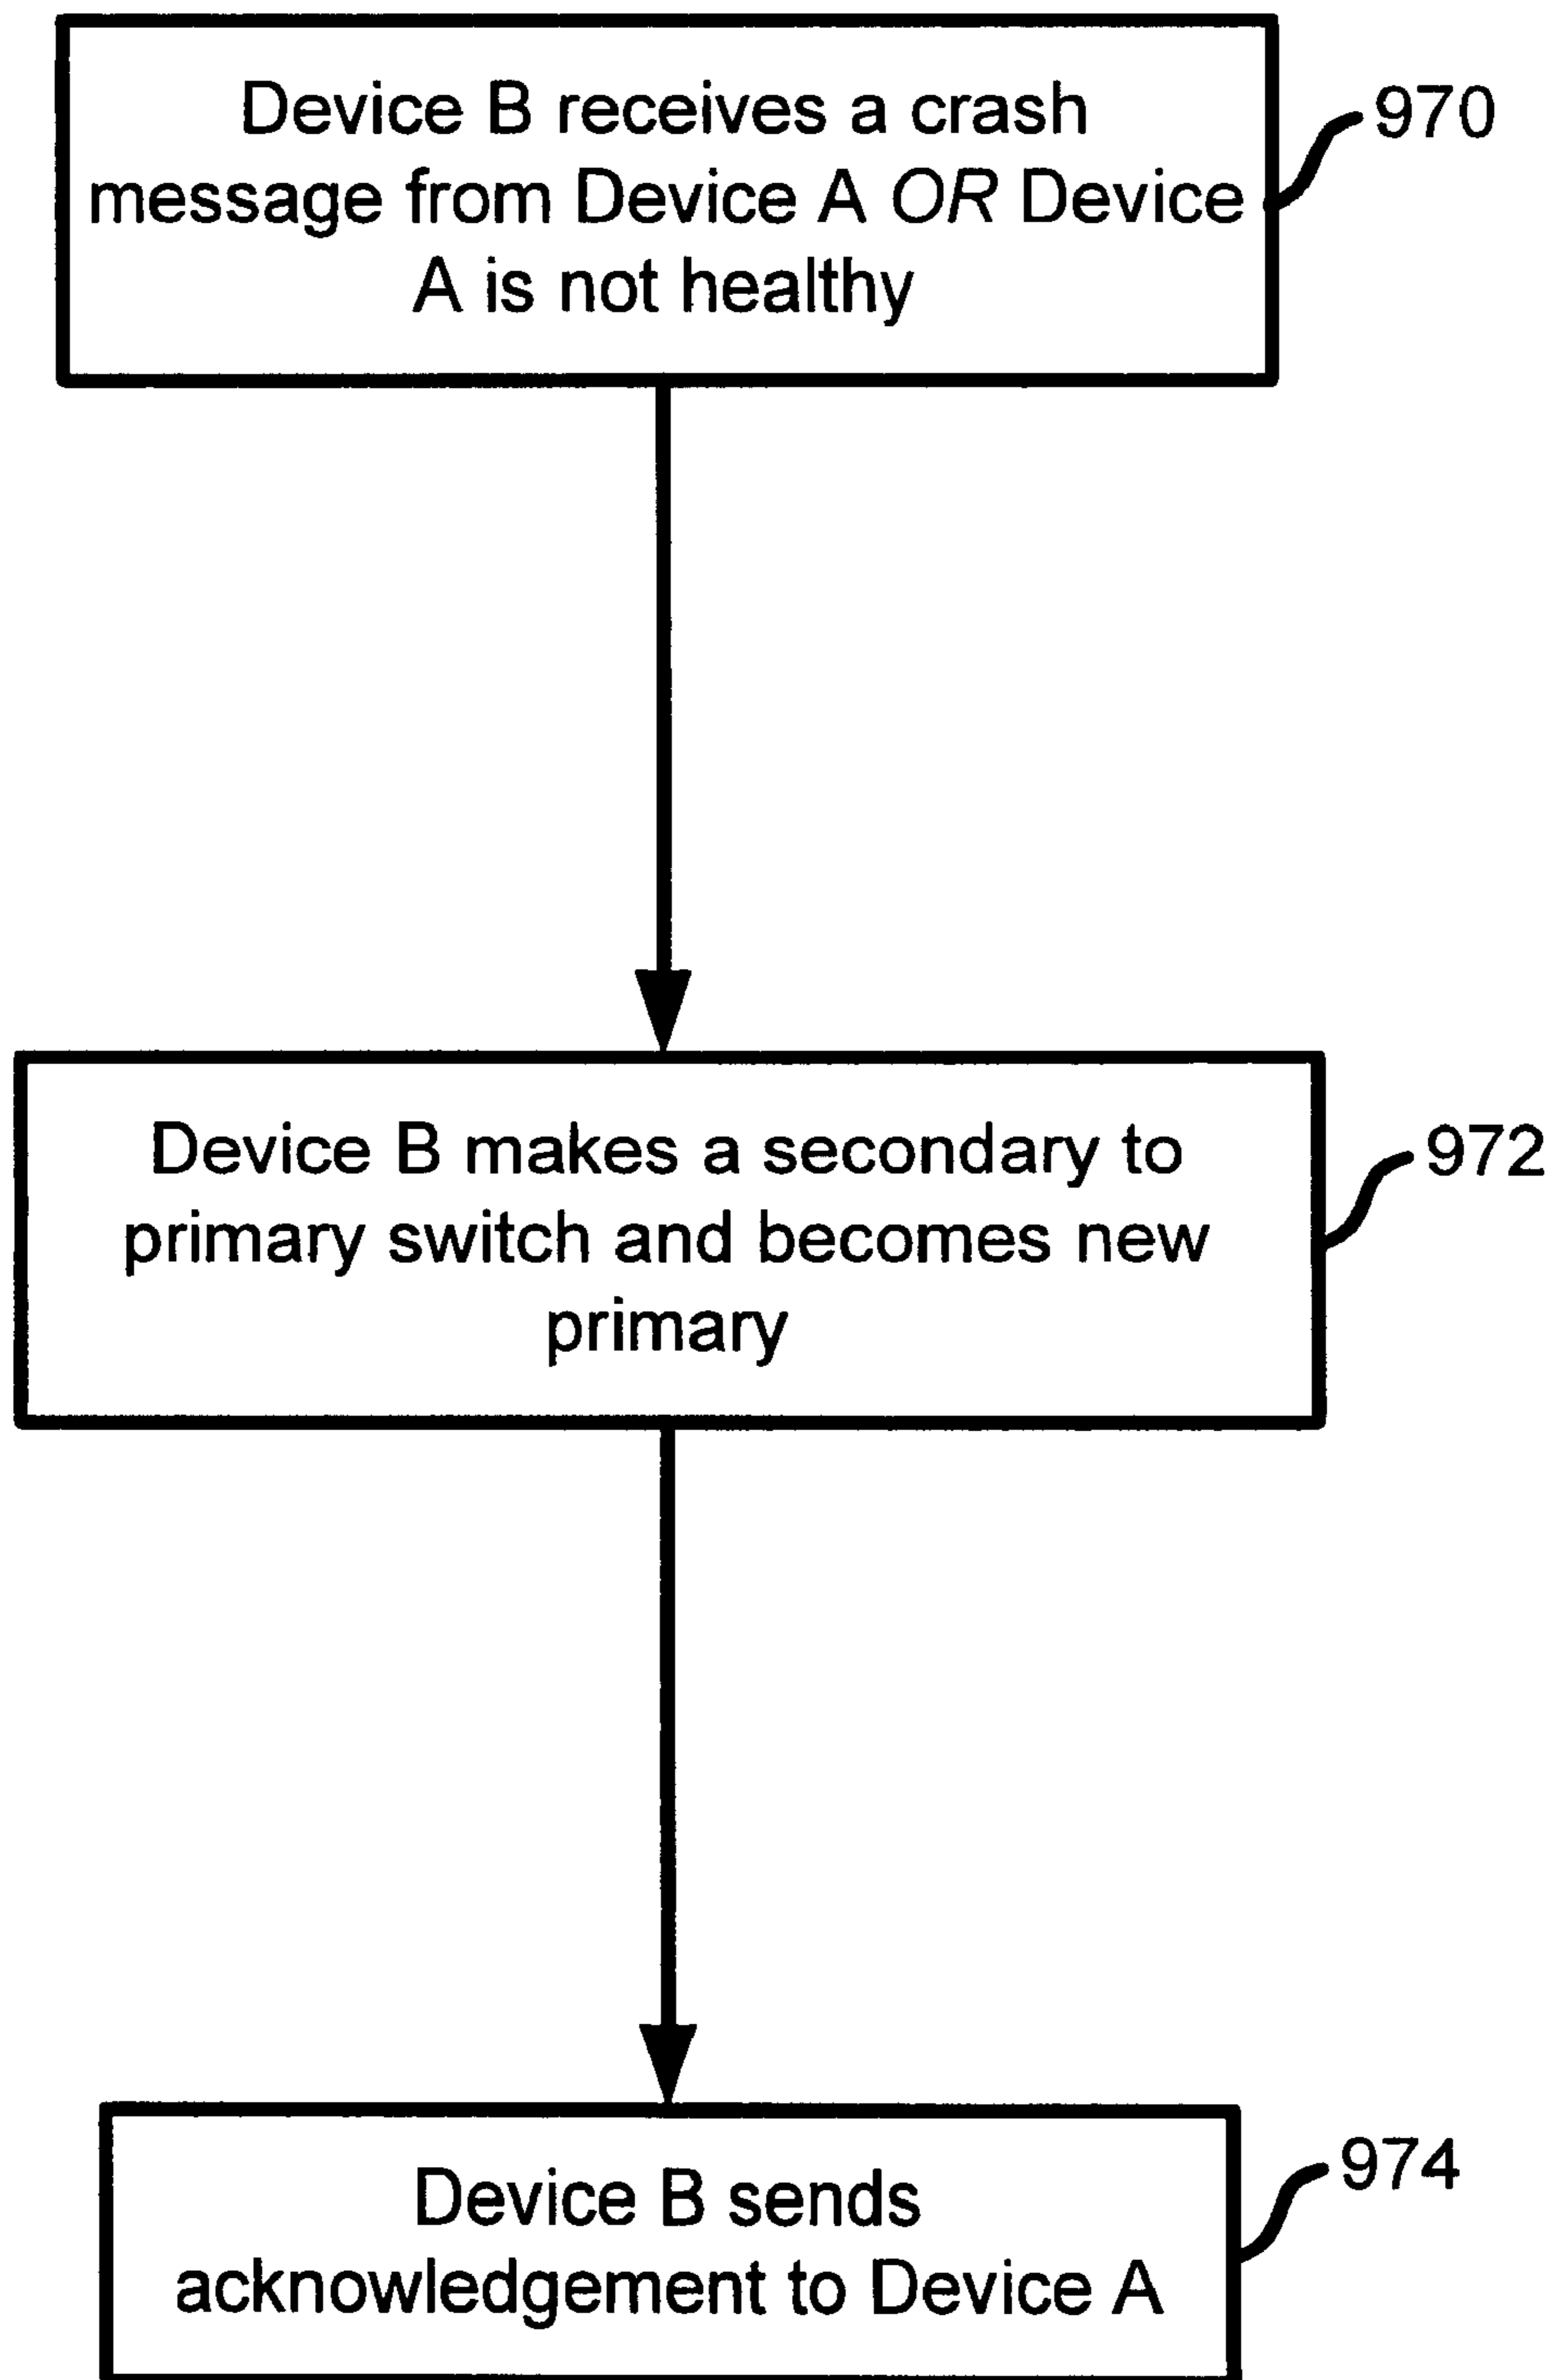 Device B receives a crash
message from Device A OR Device
A is not healthy
970
Device B makes a secondary to
primary switch and becomes new
primary
972
Device B sends
acknowledgement to Device A
974